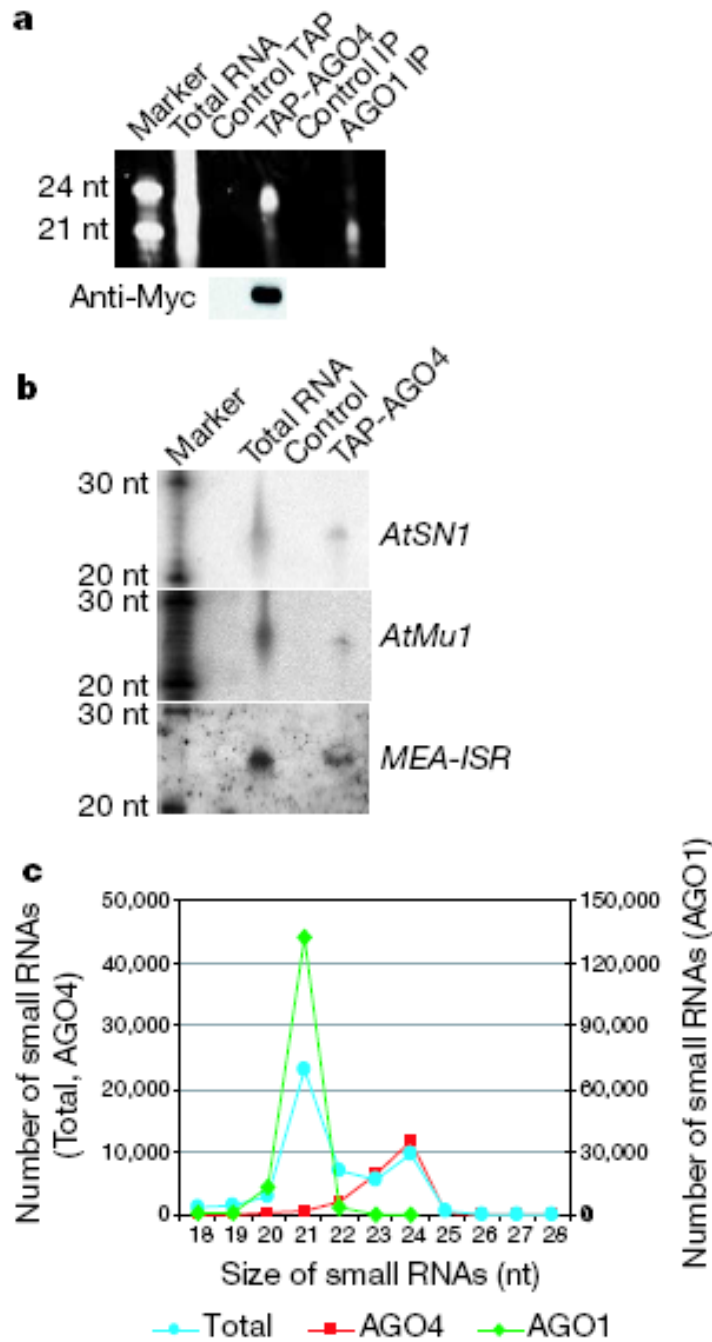 a
Marker
Total RNA
Control TAP
TAP-AGO4
Control IP
AGO1 IP
24 nt
21 nt
Anti-Myc
b
Marker
Total RNA
Control
TAP-AGO4
30 nt
AtSN1
20 nt
30 nt
AtMu1
20 nt
30 nt
MEA-ISR
20 nt
c
Number of small RNAs
(Total, AGO4)
50,000
40,000
30,000
20,000
10,000
0
150,000
120,000
90,000
60,000
30,000
0
Number of small RNAs (AGO1)
18 19 20 21 22 23 24 25 26 27 28
Size of small RNAs (nt)
Total AGO4 AGO1